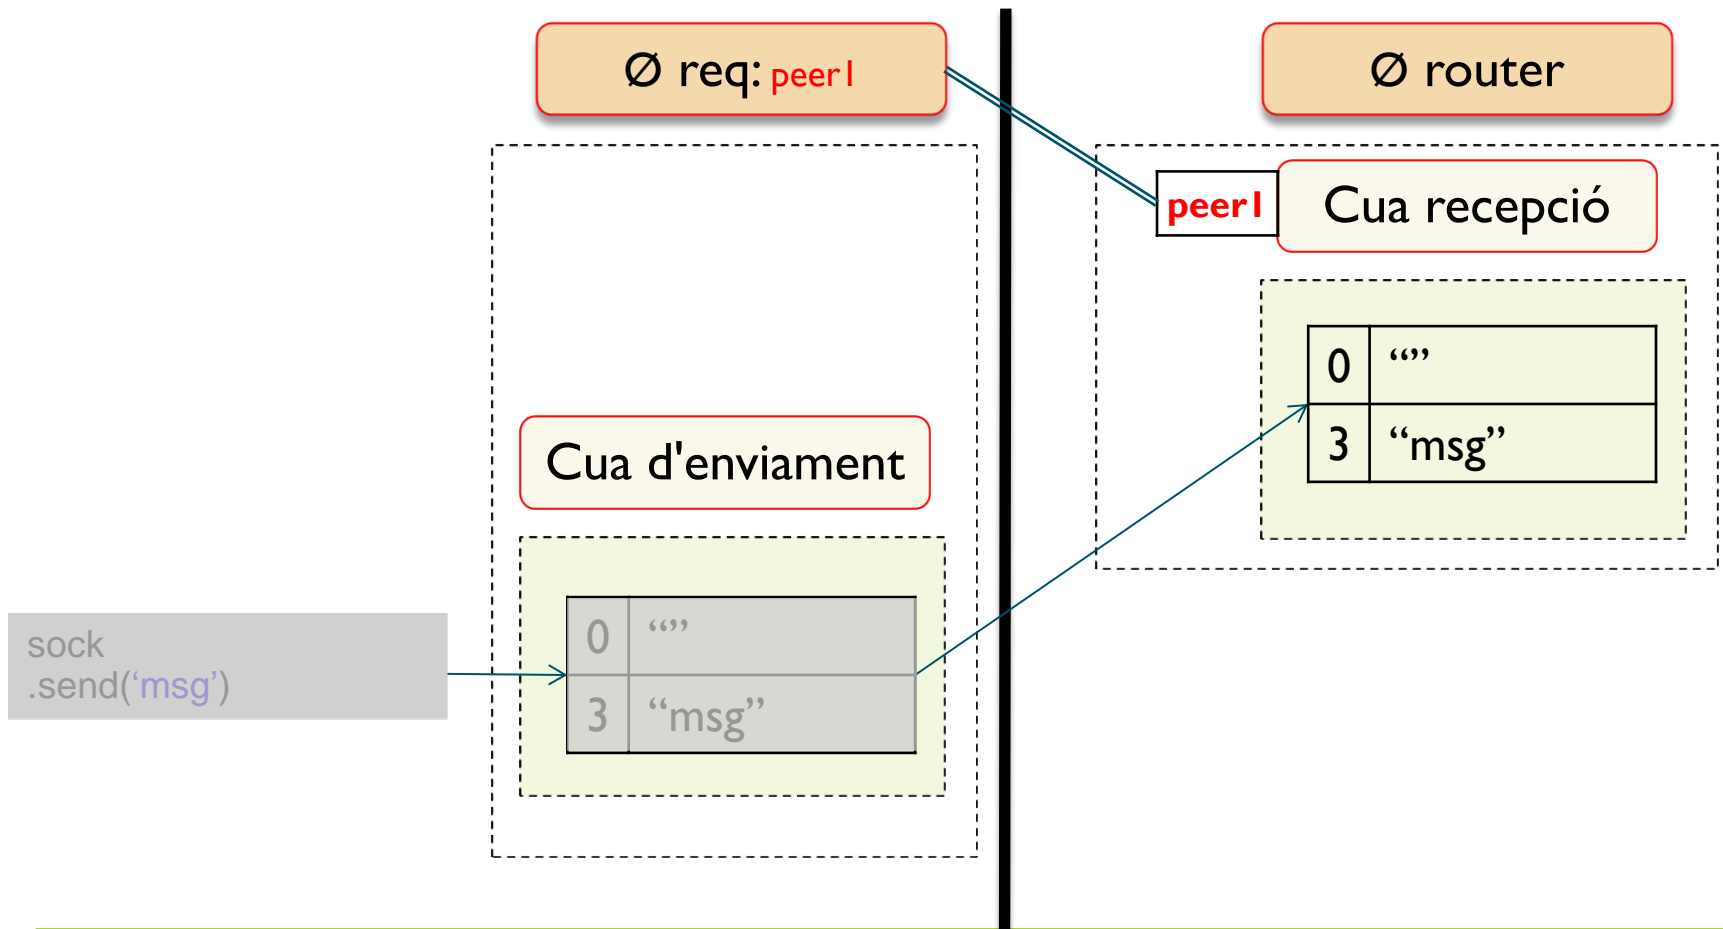 Ø req: peer1
Ø router
peer1
Cua recepció
0 “”
3 “msg”
Cua d'enviament
0 “”
3 “msg”
sock
.send(‘msg’)